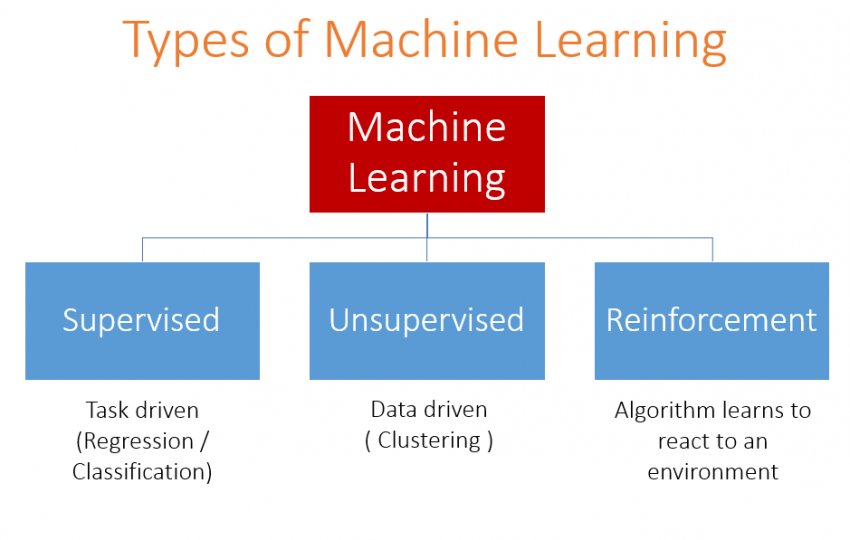 Types of Machine Learning
Machine
Learning
Supervised
Unsupervised
Reinforcement
Task driven
(Regression /
Classification)
Data driven
( Clustering )
Algorithm learns to
react to an
environment